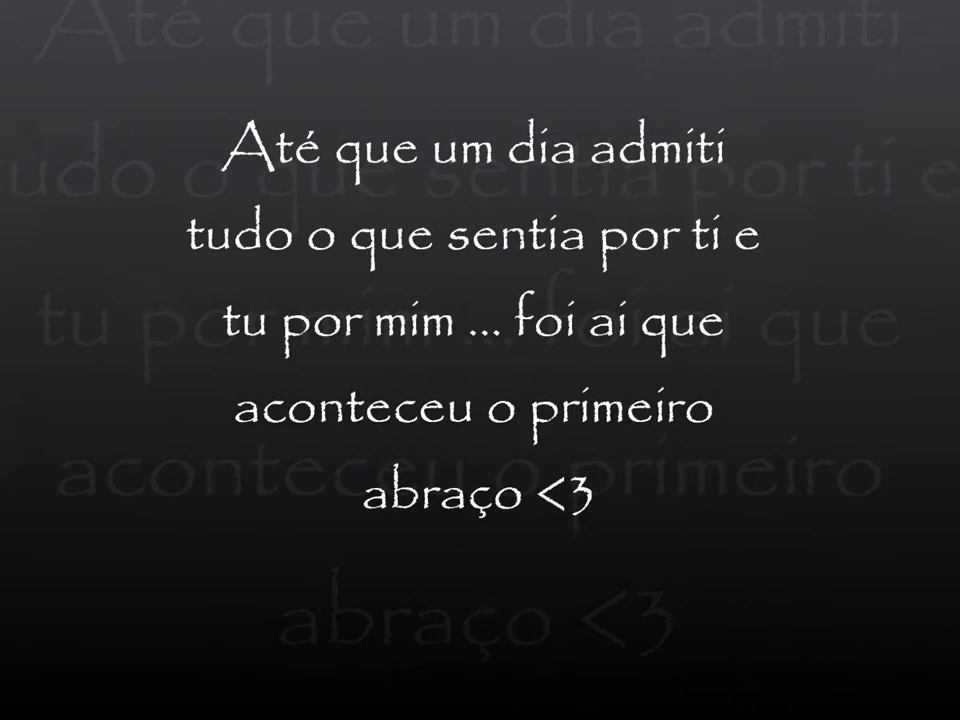 Até que um dia admiti
tudo o que sentia por ti e
tu por mim ... foi ai que
aconteceu o primeiro
abraço <3